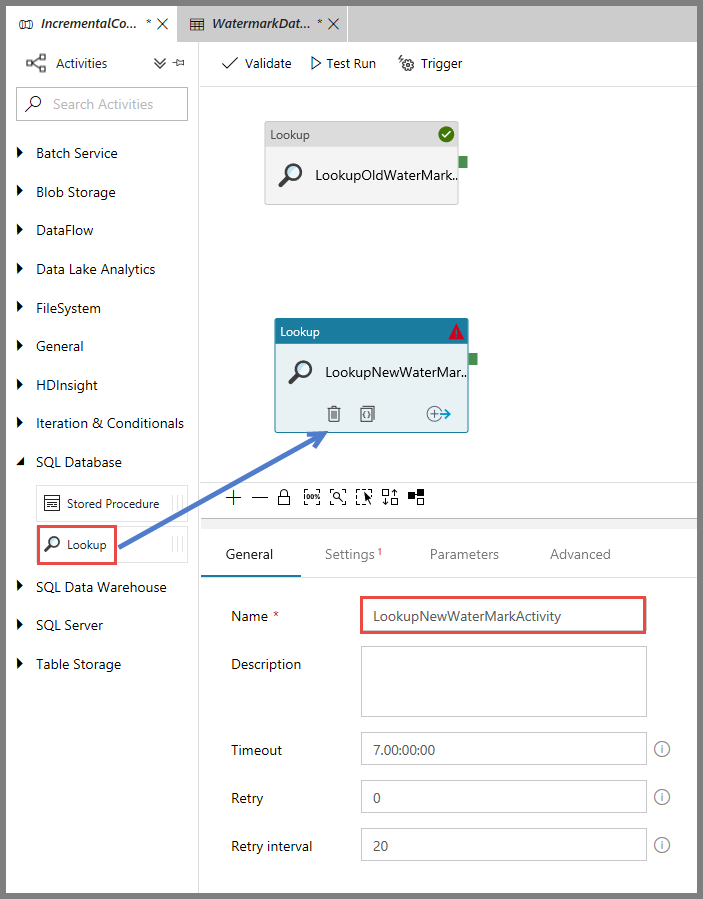 IncrementalCo... *
WatermarkDat... *
Activities
Validate
Test Run
Trigger
Search Activities
Batch Service
Blob Storage
DataFlow
Data Lake Analytics
FileSystem
General
HDInsight
Iteration & Conditionals
SQL Database
Stored Procedure
Lookup
SQL Data Warehouse
SQL Server
Table Storage
Lookup
LookupOldWaterMark..
Lookup
LookupNewWaterMar..
100%
General
Settings 1
Parameters
Advanced
Name *
LookupNewWaterMarkActivity
Description
Timeout
7.00:00:00
Retry
0
Retry interval
20